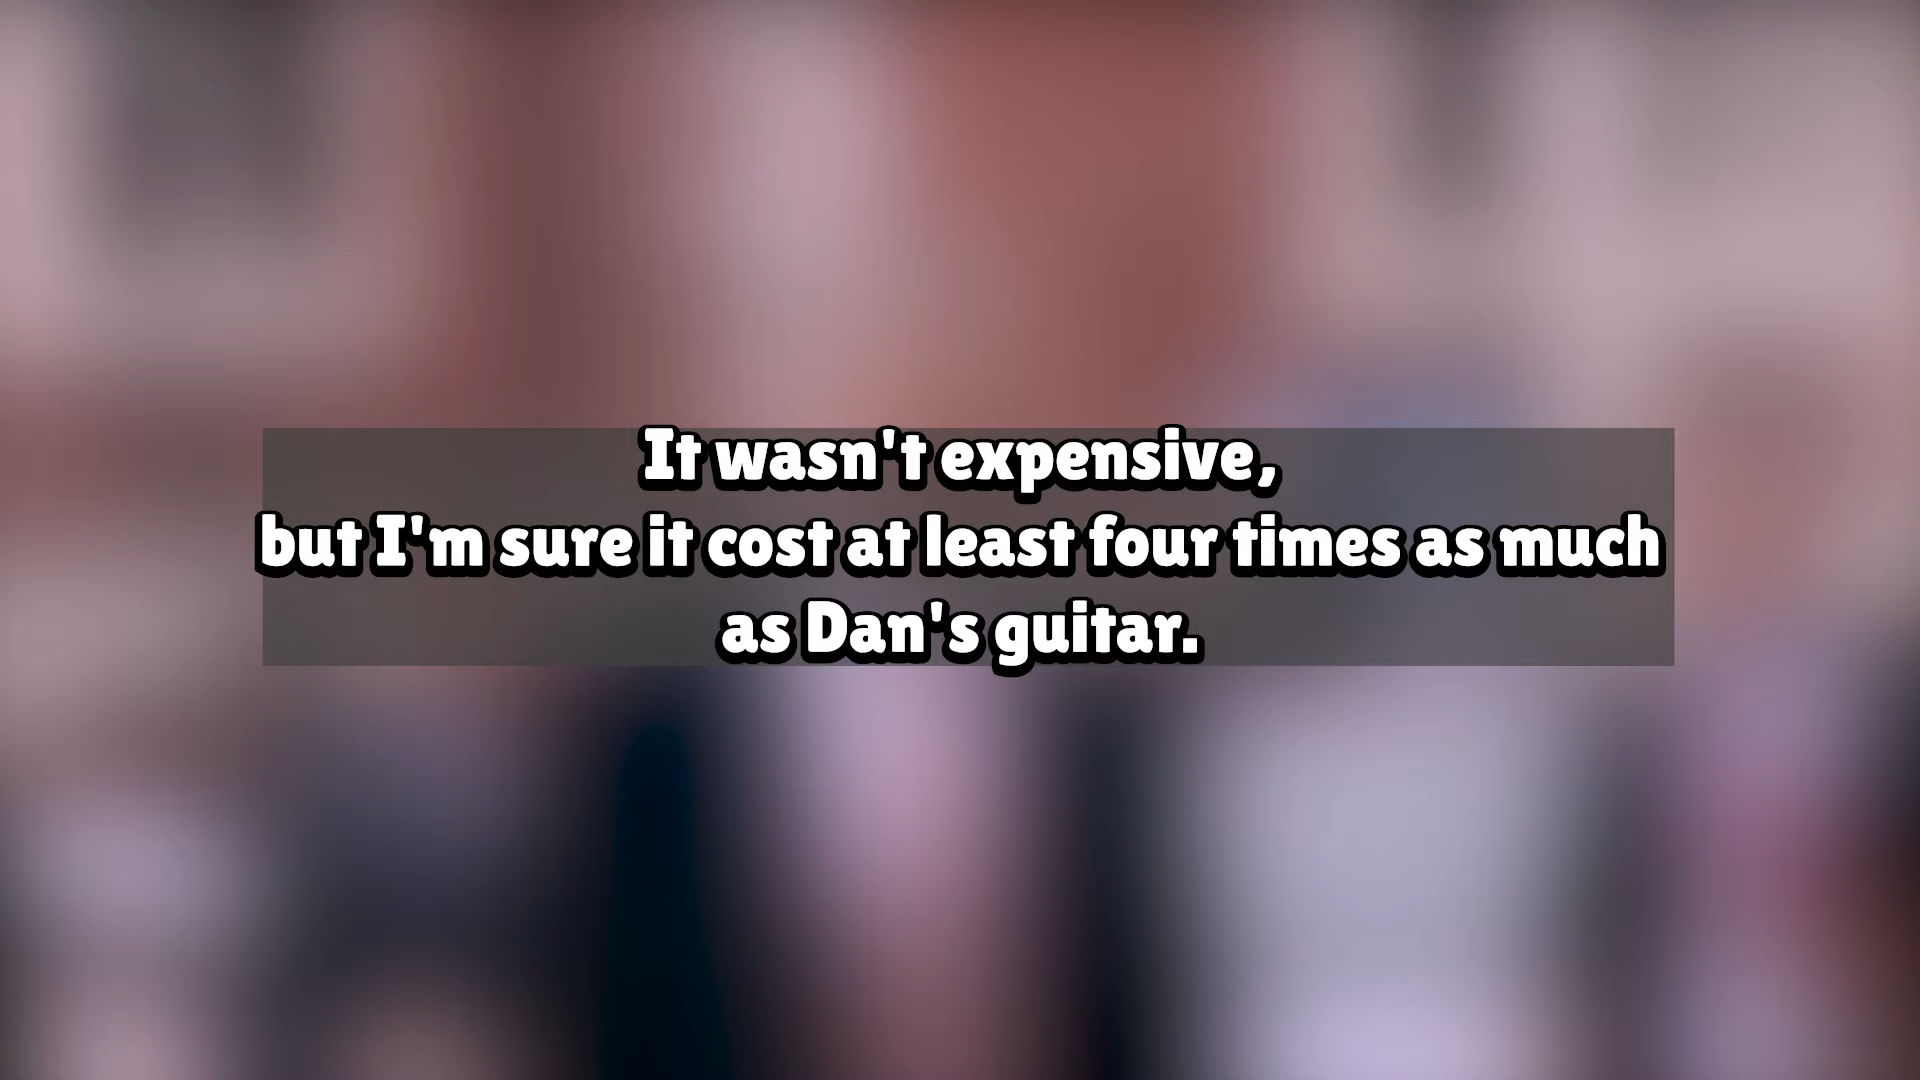 It wasn't expensive,
but I'm sure it cost at least four times as much
as Dan's guitar.